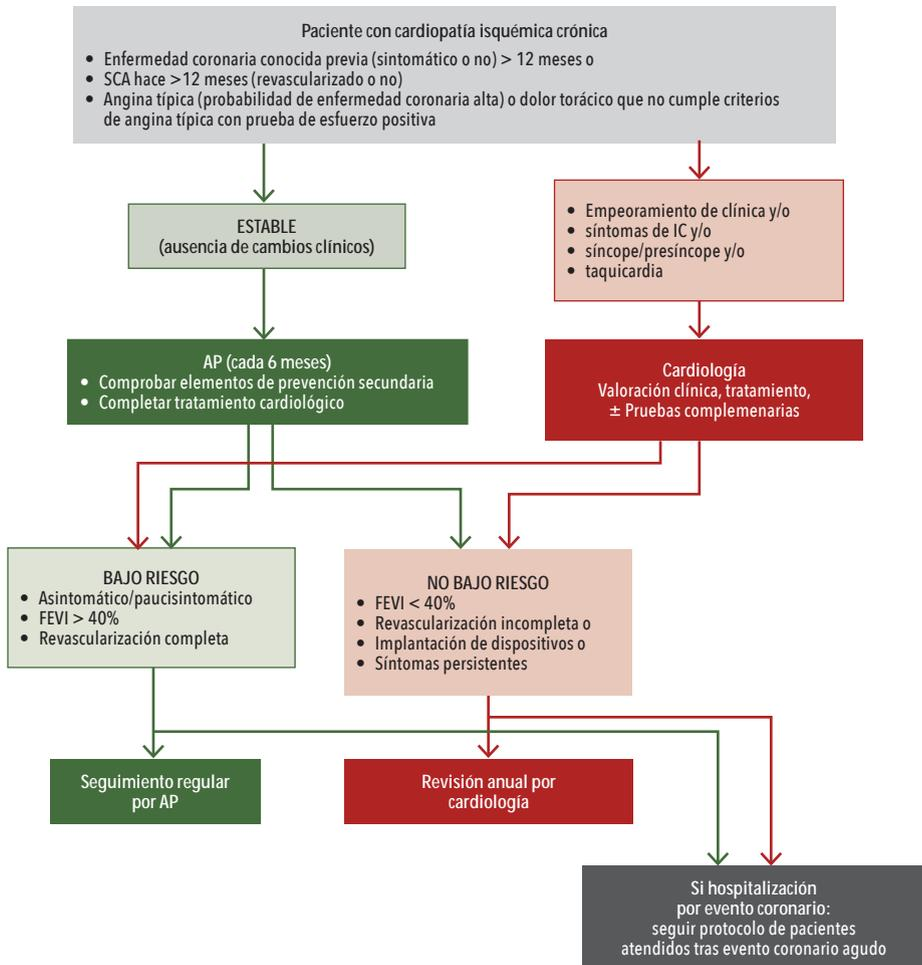 Paciente con cardiopatía isquémica crónica
• Enfermedad coronaria conocida previa (sintomático o no) > 12 meses o
• SCA hace >12 meses (revascularizado o no)
• Angina típica (probabilidad de enfermedad coronaria alta) o dolor torácico que no cumple criterios
de angina típica con prueba de esfuerzo positiva
ESTABLE
(ausencia de cambios clínicos)
• Empeoramiento de clínica y/o
• síntomas de IC y/o
• síncope/presíncope y/o
• taquicardia
AP (cada 6 meses)
• Comprobar elementos de prevención secundaria
• Completar tratamiento cardiológico
Cardiología
Valoración clínica, tratamiento,
± Pruebas complemenarias
BAJO RIESGO
• Asintomático/paucisintomático
• FEVI > 40%
• Revascularización completa
NO BAJO RIESGO
• FEVI < 40%
• Revascularización incompleta o
• Implantación de dispositivos o
• Síntomas persistentes
Seguimiento regular
por AP
Revisión anual por
cardiología
Si hospitalización
por evento coronario:
seguir protocolo de pacientes
atendidos tras evento coronario agudo